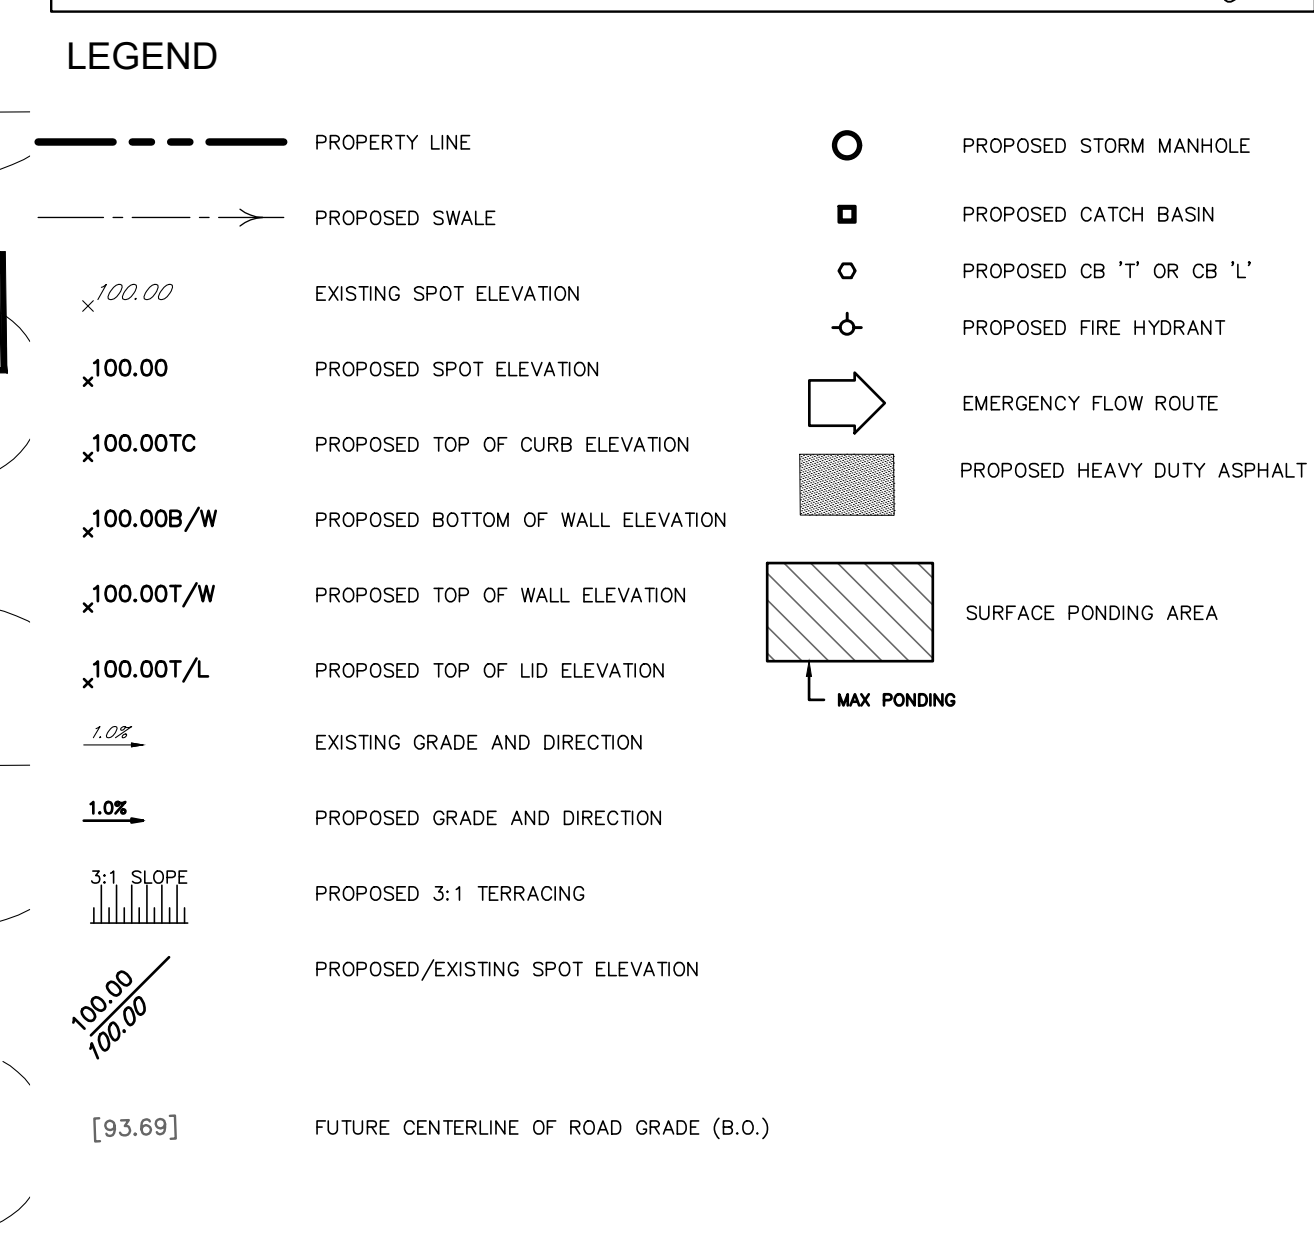 LEGEND
PROPERTY LINE
PROPOSED SWALE
100.00 EXISTING SPOT ELEVATION
100.00 PROPOSED SPOT ELEVATION
100.00TC PROPOSED TOP OF CURB ELEVATION
100.00B/W PROPOSED BOTTOM OF WALL ELEVATION
100.00T/W PROPOSED TOP OF WALL ELEVATION
100.00T/L PROPOSED TOP OF LID ELEVATION
1.0% EXISTING GRADE AND DIRECTION
1.0% PROPOSED GRADE AND DIRECTION
3:1 SLOPE PROPOSED 3:1 TERRACING
100.00
100.00
PROPOSED/EXISTING SPOT ELEVATION
[93.69] FUTURE CENTERLINE OF ROAD GRADE (B.O.)
PROPOSED STORM MANHOLE
PROPOSED CATCH BASIN
PROPOSED CB 'T' OR CB 'L'
PROPOSED FIRE HYDRANT
EMERGENCY FLOW ROUTE
PROPOSED HEAVY DUTY ASPHALT
SURFACE PONDING AREA
MAX PONDING